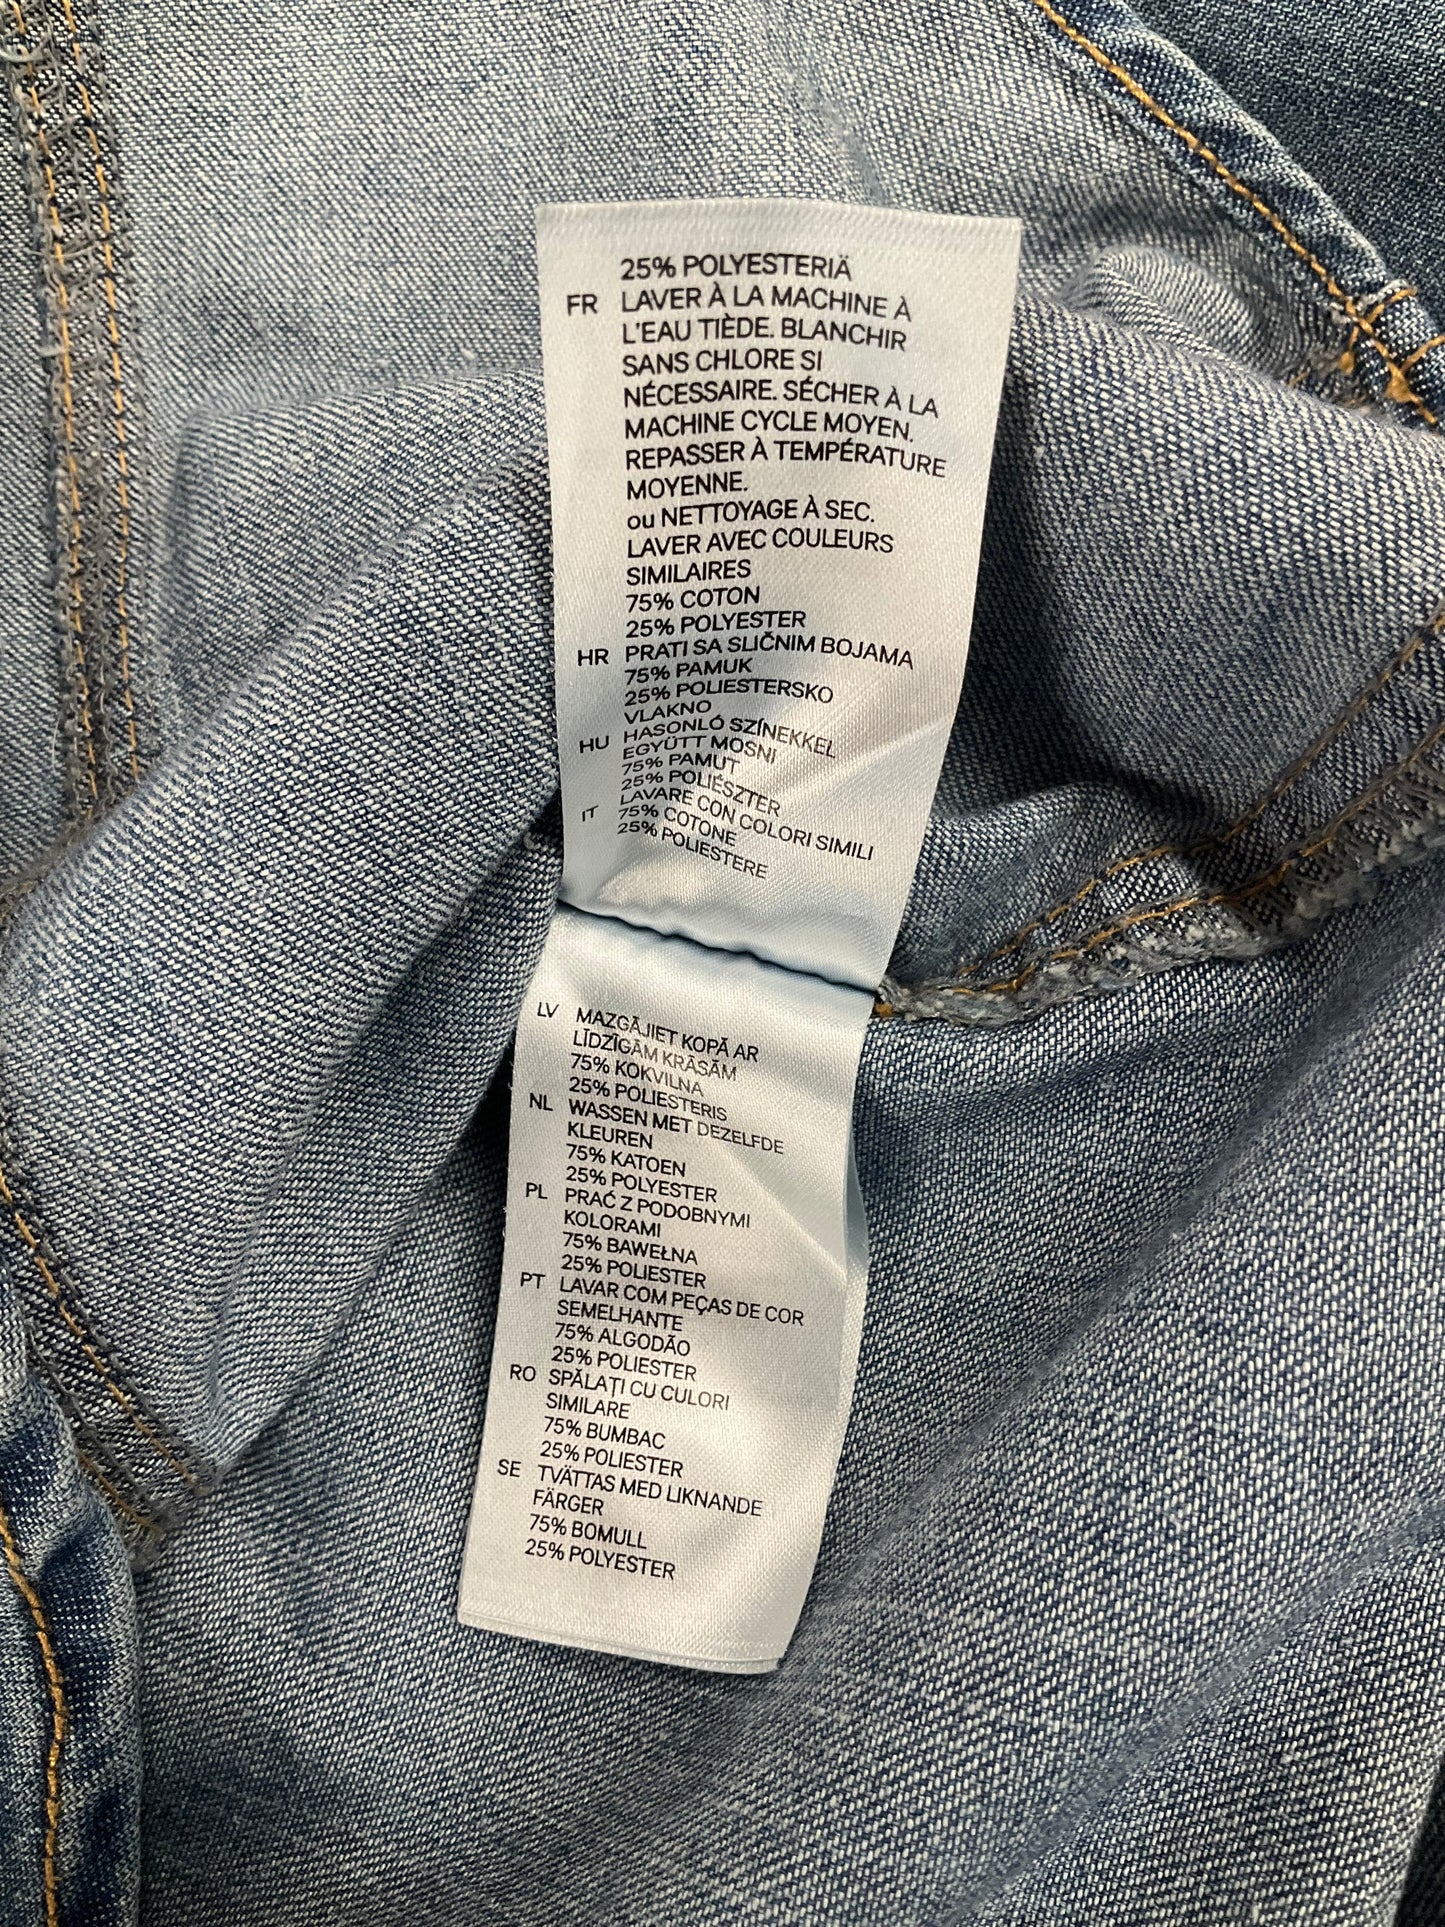 25% POLYESTERIÄ
FR LAVER À LA MACHINE À
L'EAU TIÈDE. BLANCHIR
SANS CHLORE SI
NÉCESSAIRE. SÉCHER À LA
MACHINE CYCLE MOYEN.
REPASSER À TEMPÉRATURE
MOYENNE.
ou NETTOYAGE À SEC.
LAVER AVEC COULEURS
SIMILAIRES
75% COTON
25% POLYESTER
HR PRATI SA SLIČNIM BOJAMA
75% PAMUK
25% POLIESTERSKO
VLAKNO
HU HASONLÓ SZÍNEKKEL
EGYÜTT MOSNI
75% PAMUT
25% POLIÉSZTER
IT LAVARE CON COLORI SIMILI
75% COTONE
25% POLIESTERE
LV MAZGĀJIET KOPĀ AR
LĪDZĪGĀM KRĀSĀM
75% KOKVILNA
25% POLIESTERIS
NL WASSEN MET DEZELFDE
KLEUREN
75% KATOEN
25% POLYESTER
PL PRAĆ Z PODOBNYMI
KOLORAMI
75% BAWEŁNA
25% POLIESTER
PT LAVAR COM PEÇAS DE COR
SEMELHANTE
75% ALGODÃO
25% POLIESTER
RO SPĂLAȚI CU CULORI
SIMILARE
75% BUMBAC
25% POLIESTER
SE TVÄTTAS MED LIKNANDE
FÄRGER
75% BOMULL
25% POLYESTER